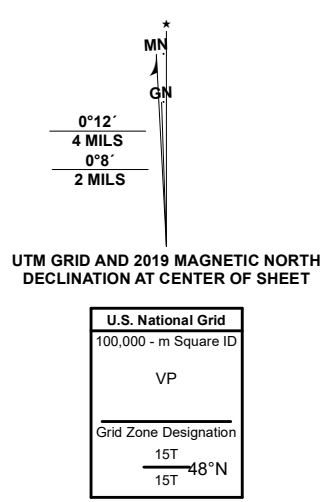 ★
MN
GN
0°12´
4 MILS
0°8´
2 MILS
UTM GRID AND 2019 MAGNETIC NORTH
DECLINATION AT CENTER OF SHEET
U.S. National Grid
100,000 - m Square ID
VP
Grid Zone Designation
15T
48°N
15T